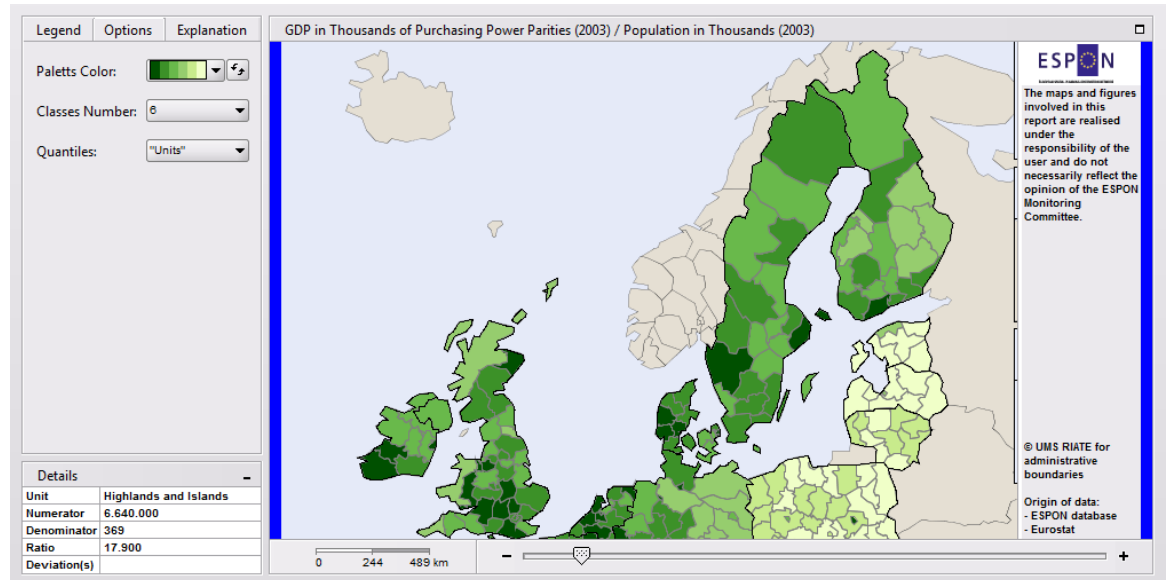 Legend Options Explanation
Paletts Color:
Classes Number: 6
Quantiles: "Units"
Details -
Unit Highlands and Islands
Numerator 6.640.000
Denominator 369
Ratio 17.900
Deviation(s)
GDP in Thousands of Purchasing Power Parities (2003) / Population in Thousands (2003)
ESPON
The maps and figures
involved in this
report are realised
under the
responsibility of the
user and do not
necessarily reflect the
opinion of the ESPON
Monitoring
Committee.
© UMS RIATE for
administrative
boundaries
Origin of data:
- ESPON database
- Eurostat
0 244 489 km
- +